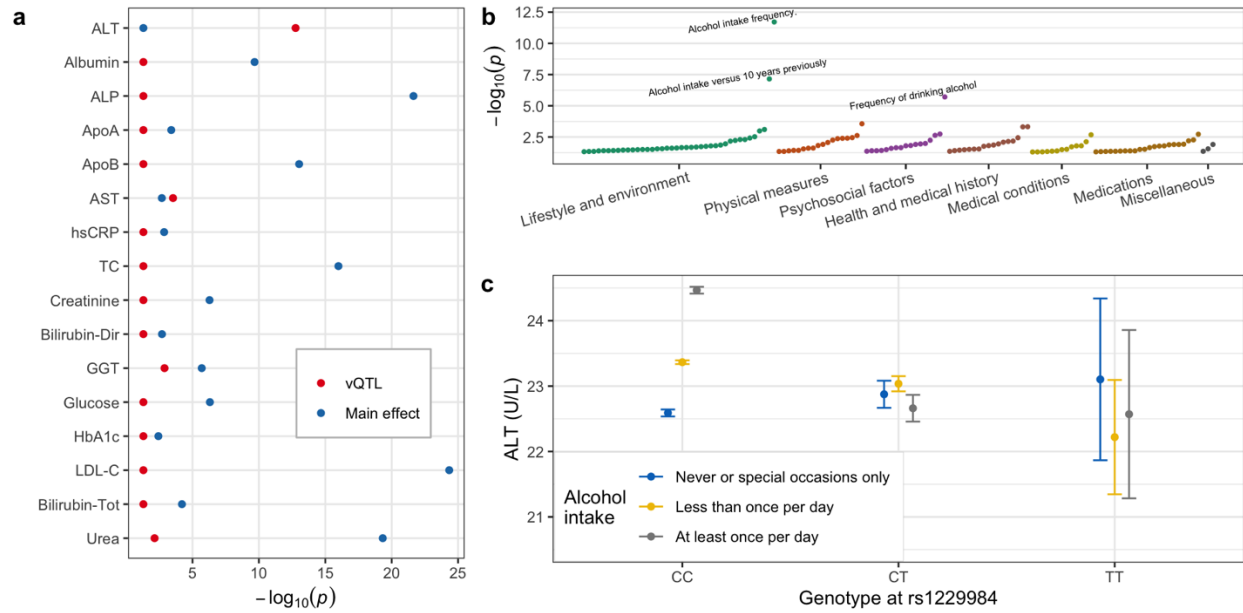 a
ALT
Albumin
ALP
ApoA
ApoB
AST
hsCRP
TC
Creatinine
Bilirubin-Dir
GGT
Glucose
HbA1c
LDL-C
Bilirubin-Tot
Urea
vQTL
Main effect
5 10 15 20 25
−log₁₀(p)
b
12.5
10.0
7.5
5.0
2.5
−log₁₀(p)
Alcohol intake frequency.
Alcohol intake versus 10 years previously
Frequency of drinking alcohol
Lifestyle and environment
Physical measures
Psychosocial factors
Health and medical history
Medical conditions
Medications
Miscellaneous
c
24
23
22
21
ALT (U/L)
Alcohol
intake
Never or special occasions only
Less than once per day
At least once per day
CC CT TT
Genotype at rs1229984